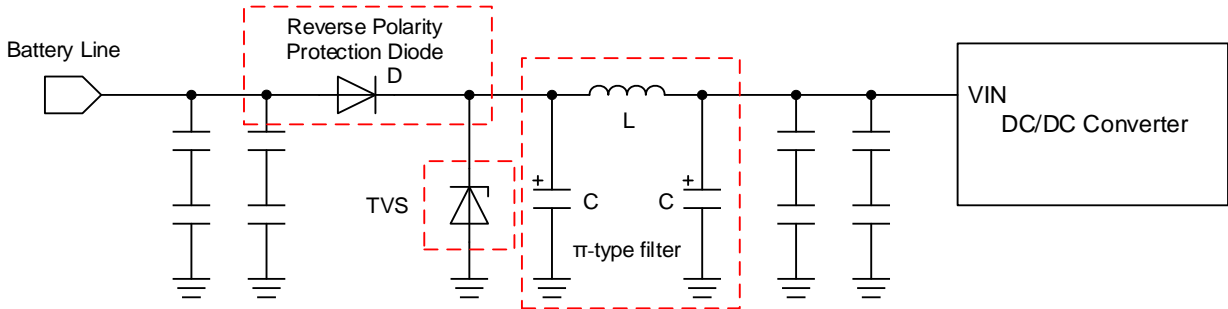 Reverse Polarity
Protection Diode
Battery Line
D
VIN
DC/DC Converter
L
TVS
+
C
+
C
π-type filter